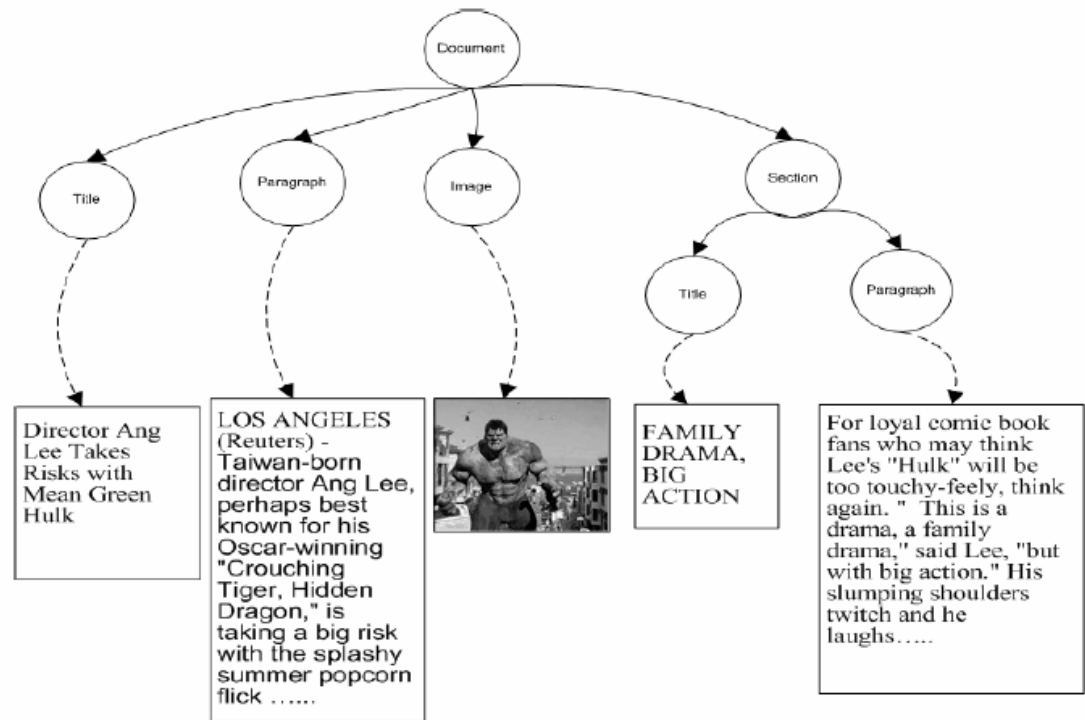 Document
Title
Paragraph
Image
Section
Title
Paragraph
Director Ang
Lee Takes
Risks with
Mean Green
Hulk
LOS ANGELES
(Reuters) -
Taiwan-born
director Ang Lee,
perhaps best
known for his
Oscar-winning
"Crouching
Tiger, Hidden
Dragon," is
taking a big risk
with the splashy
summer popcorn
flick ......
FAMILY
DRAMA,
BIG
ACTION
For loyal comic book
fans who may think
Lee's "Hulk" will be
too touchy-feely, think
again. "  This is a
drama, a family
drama," said Lee, "but
with big action." His
slumping shoulders
twitch and he
laughs.....